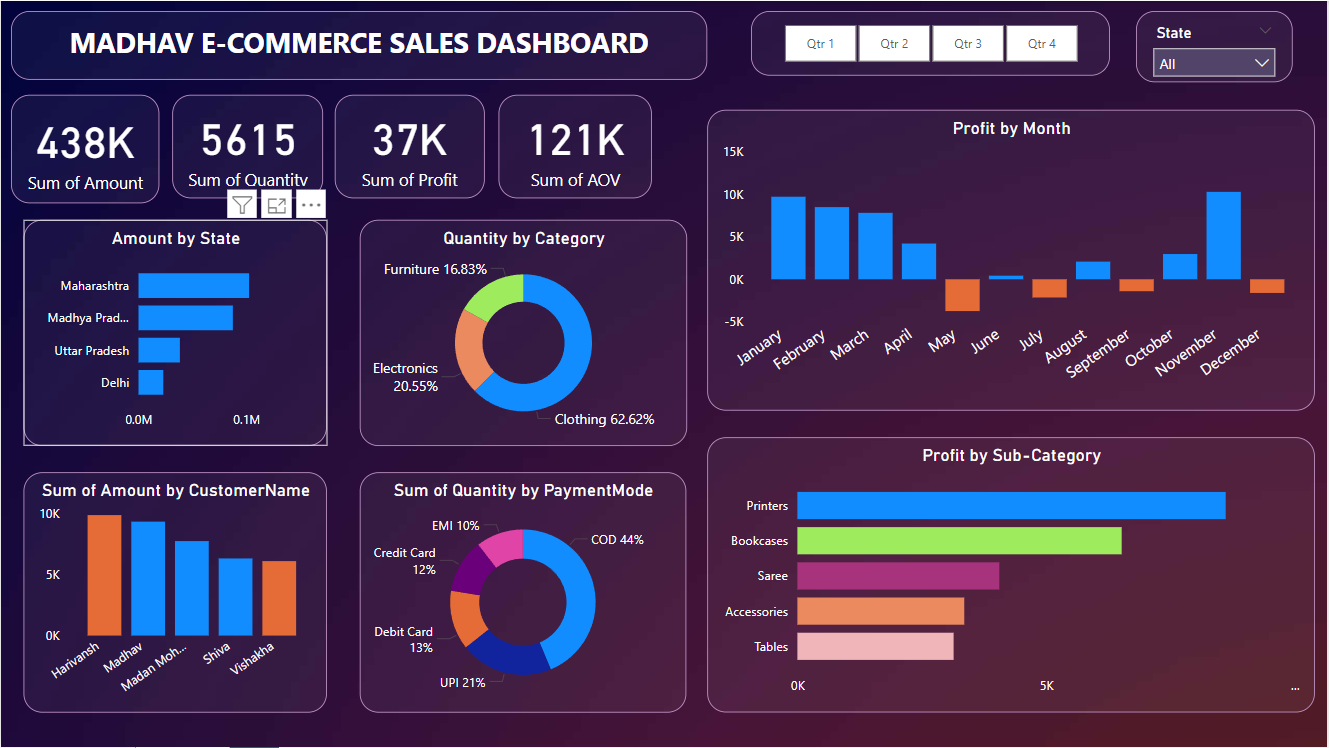 MADHAV E-COMMERCE SALES DASHBOARD
Qtr 1
Qtr 2
Qtr 3
Qtr 4
State
All
438K
Sum of Amount
5615
Sum of Quantity
37K
Sum of Profit
121K
Sum of AOV
Amount by State
Maharashtra
Madhya Prad...
Uttar Pradesh
Delhi
0.0M
0.1M
Quantity by Category
Furniture 16.83%
Electronics
20.55%
Clothing 62.62%
Profit by Month
15K
10K
5K
0K
-5K
January
February
March
April
May
June
July
August
September
October
November
December
Sum of Amount by CustomerName
10K
5K
0K
Harivansh
Madhav
Madan Moh...
Shiva
Vishakha
Sum of Quantity by PaymentMode
EMI 10%
COD 44%
Credit Card
12%
Debit Card
13%
UPI 21%
Profit by Sub-Category
Printers
Bookcases
Saree
Accessories
Tables
0K
5K
...